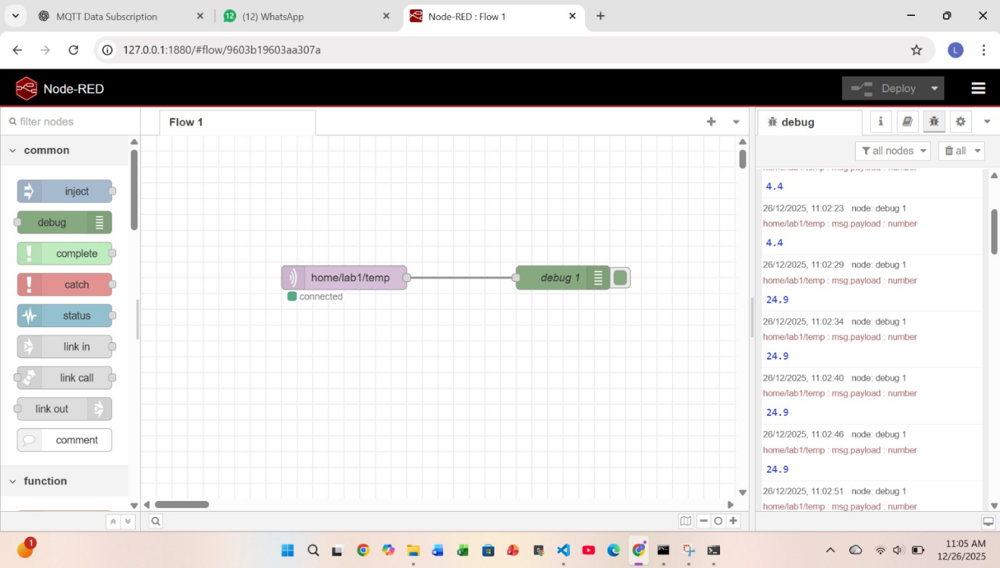 MQTT Data Subscription
12
(12) WhatsApp
Node-RED : Flow 1
127.0.0.1:1880/#flow/9603b19603aa307a
L
Node-RED
Deploy
filter nodes
Flow 1
debug
i
common
all nodes
all
inject
debug
complete
catch
status
link in
link call
link out
comment
function
home/lab1/temp
connected
debug 1
home/lab1/temp : msg.payload : number
4.4
26/12/2025, 11:02:23 node: debug 1
home/lab1/temp : msg.payload : number
4.4
26/12/2025, 11:02:29 node: debug 1
home/lab1/temp : msg.payload : number
24.9
26/12/2025, 11:02:34 node: debug 1
home/lab1/temp : msg.payload : number
24.9
26/12/2025, 11:02:40 node: debug 1
home/lab1/temp : msg.payload : number
24.9
26/12/2025, 11:02:46 node: debug 1
home/lab1/temp : msg.payload : number
24.9
26/12/2025, 11:02:51 node: debug 1
home/lab1/temp : msg.payload : number
1
11:05 AM
12/26/2025